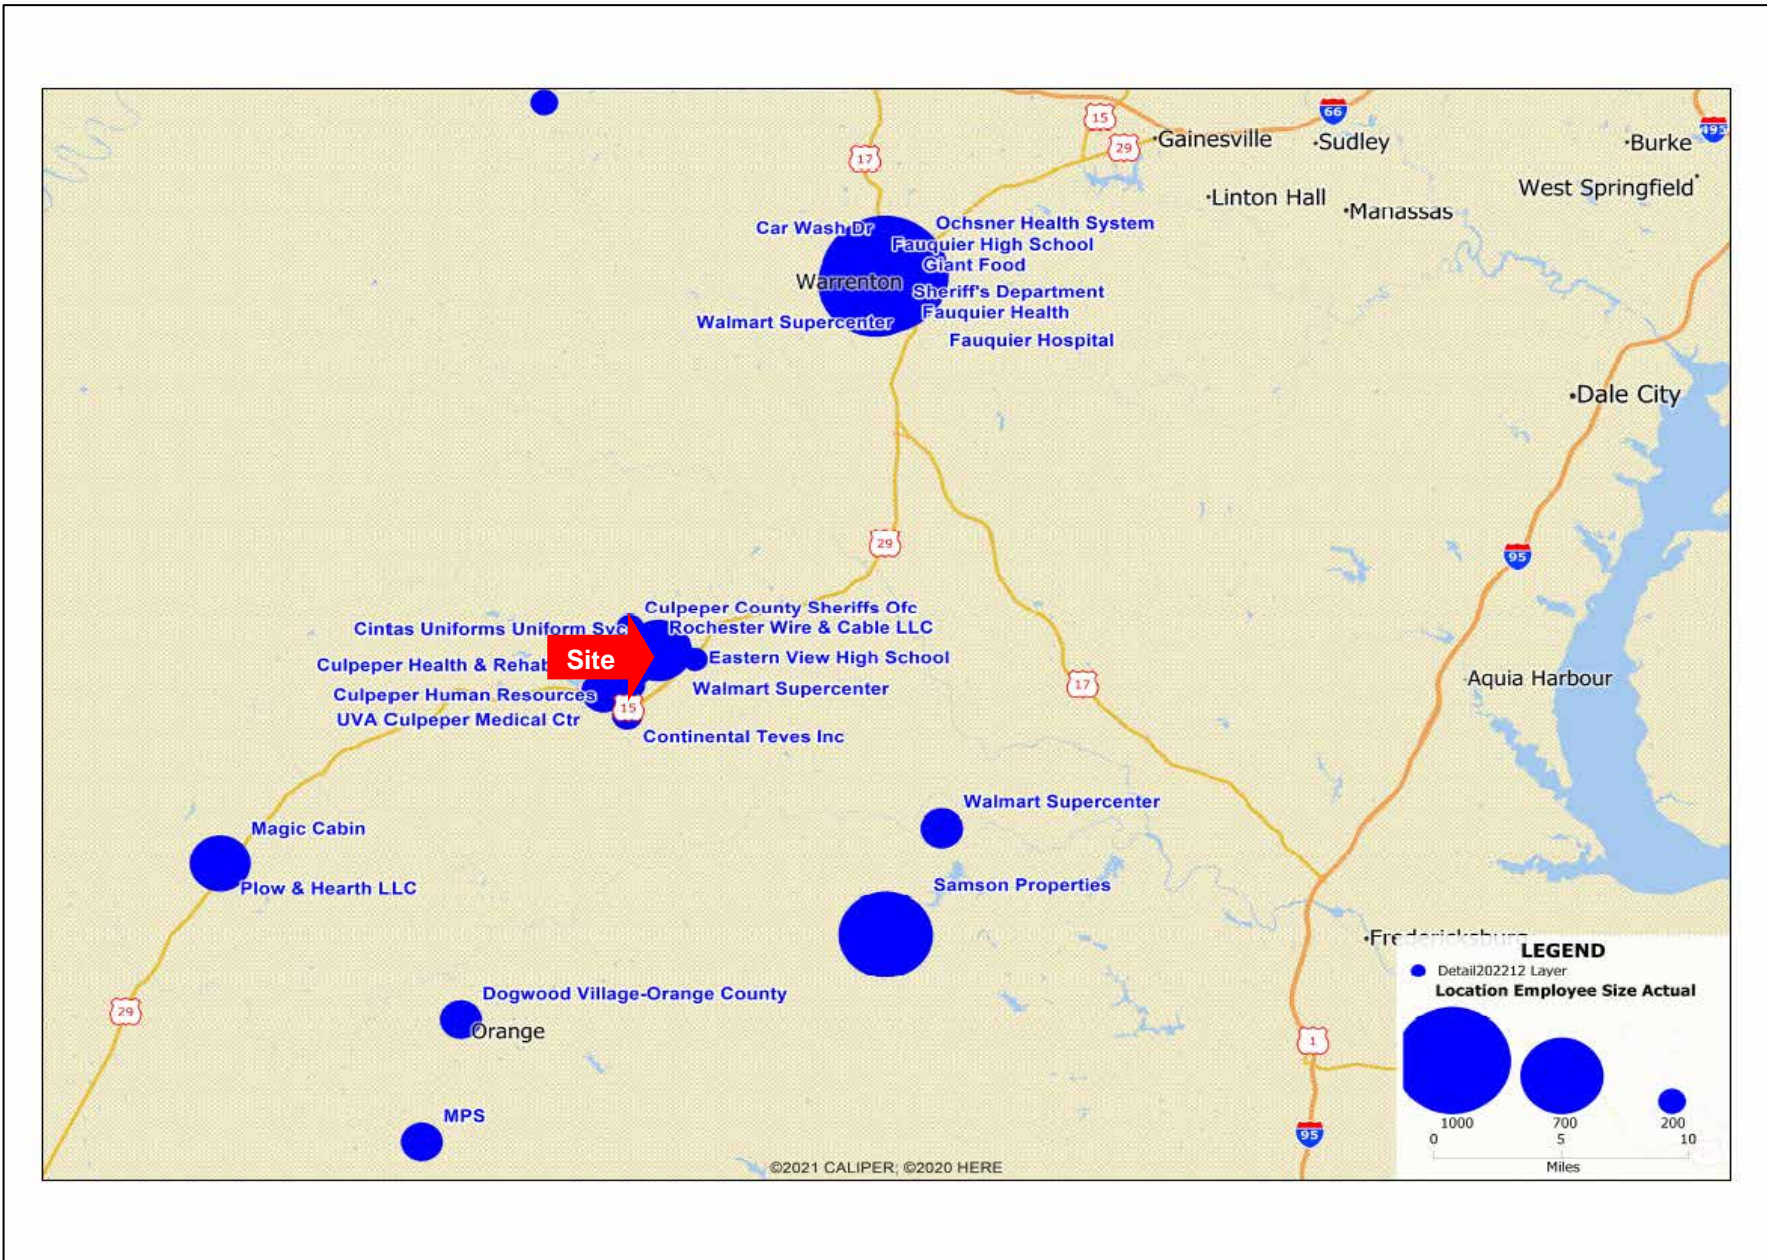 15
66
495
Gainesville
Sudley
Burke
17
29
West Springfield
Linton Hall
Manassas
Car Wash Dr
Ochsner Health System
Fauquier High School
Giant Food
Warrenton
Sheriff's Department
Fauquier Health
Walmart Supercenter
Fauquier Hospital
Dale City
29
95
Culpeper County Sheriffs Ofc
Cintas Uniforms Uniform Svc
Rochester Wire & Cable LLC
Site
Eastern View High School
Culpeper Health & Rehab
Culpeper Human Resources
Walmart Supercenter
17
Aquia Harbour
15
UVA Culpeper Medical Ctr
Continental Teves Inc
Walmart Supercenter
Magic Cabin
Plow & Hearth LLC
Samson Properties
Fredericksburg
LEGEND
Detail202212 Layer
Location Employee Size Actual
Dogwood Village-Orange County
29
Orange
1
MPS
1000 700 200
0 5 10
Miles
95
©2021 CALIPER; ©2020 HERE